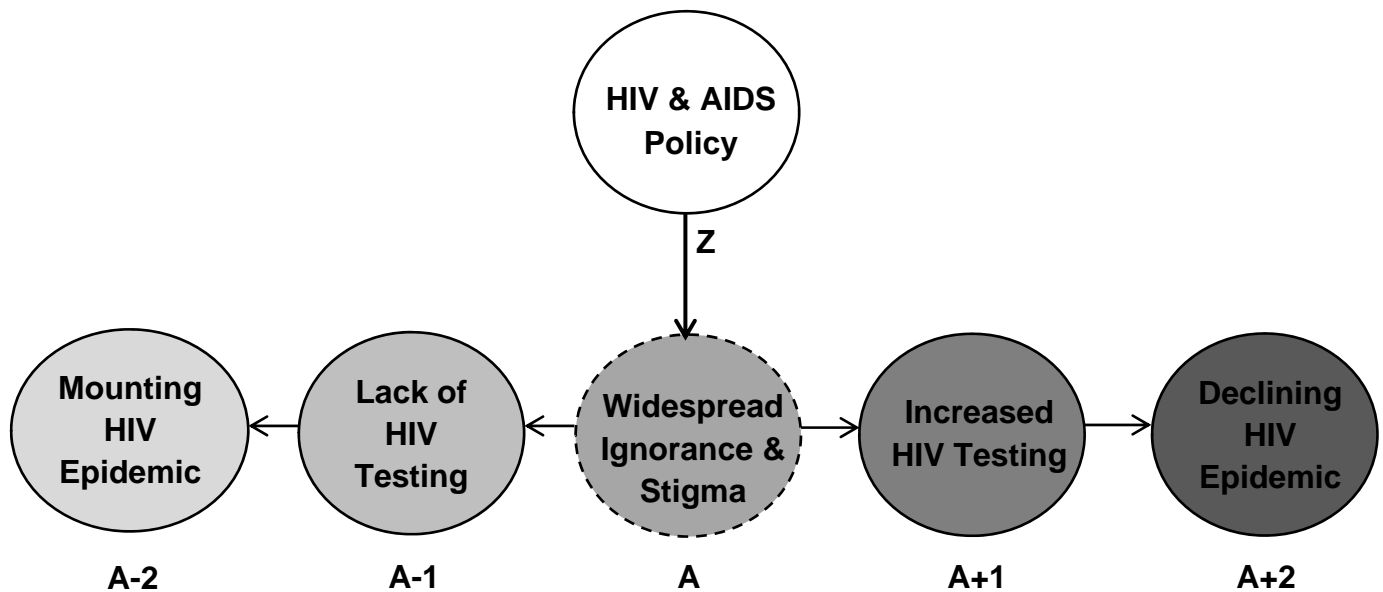 HIV & AIDS
Policy
Z
Mounting
HIV
Epidemic
Lack of
HIV
Testing
Widespread
Ignorance &
Stigma
Increased
HIV Testing
Declining
HIV
Epidemic
A-2
A-1
A
A+1
A+2